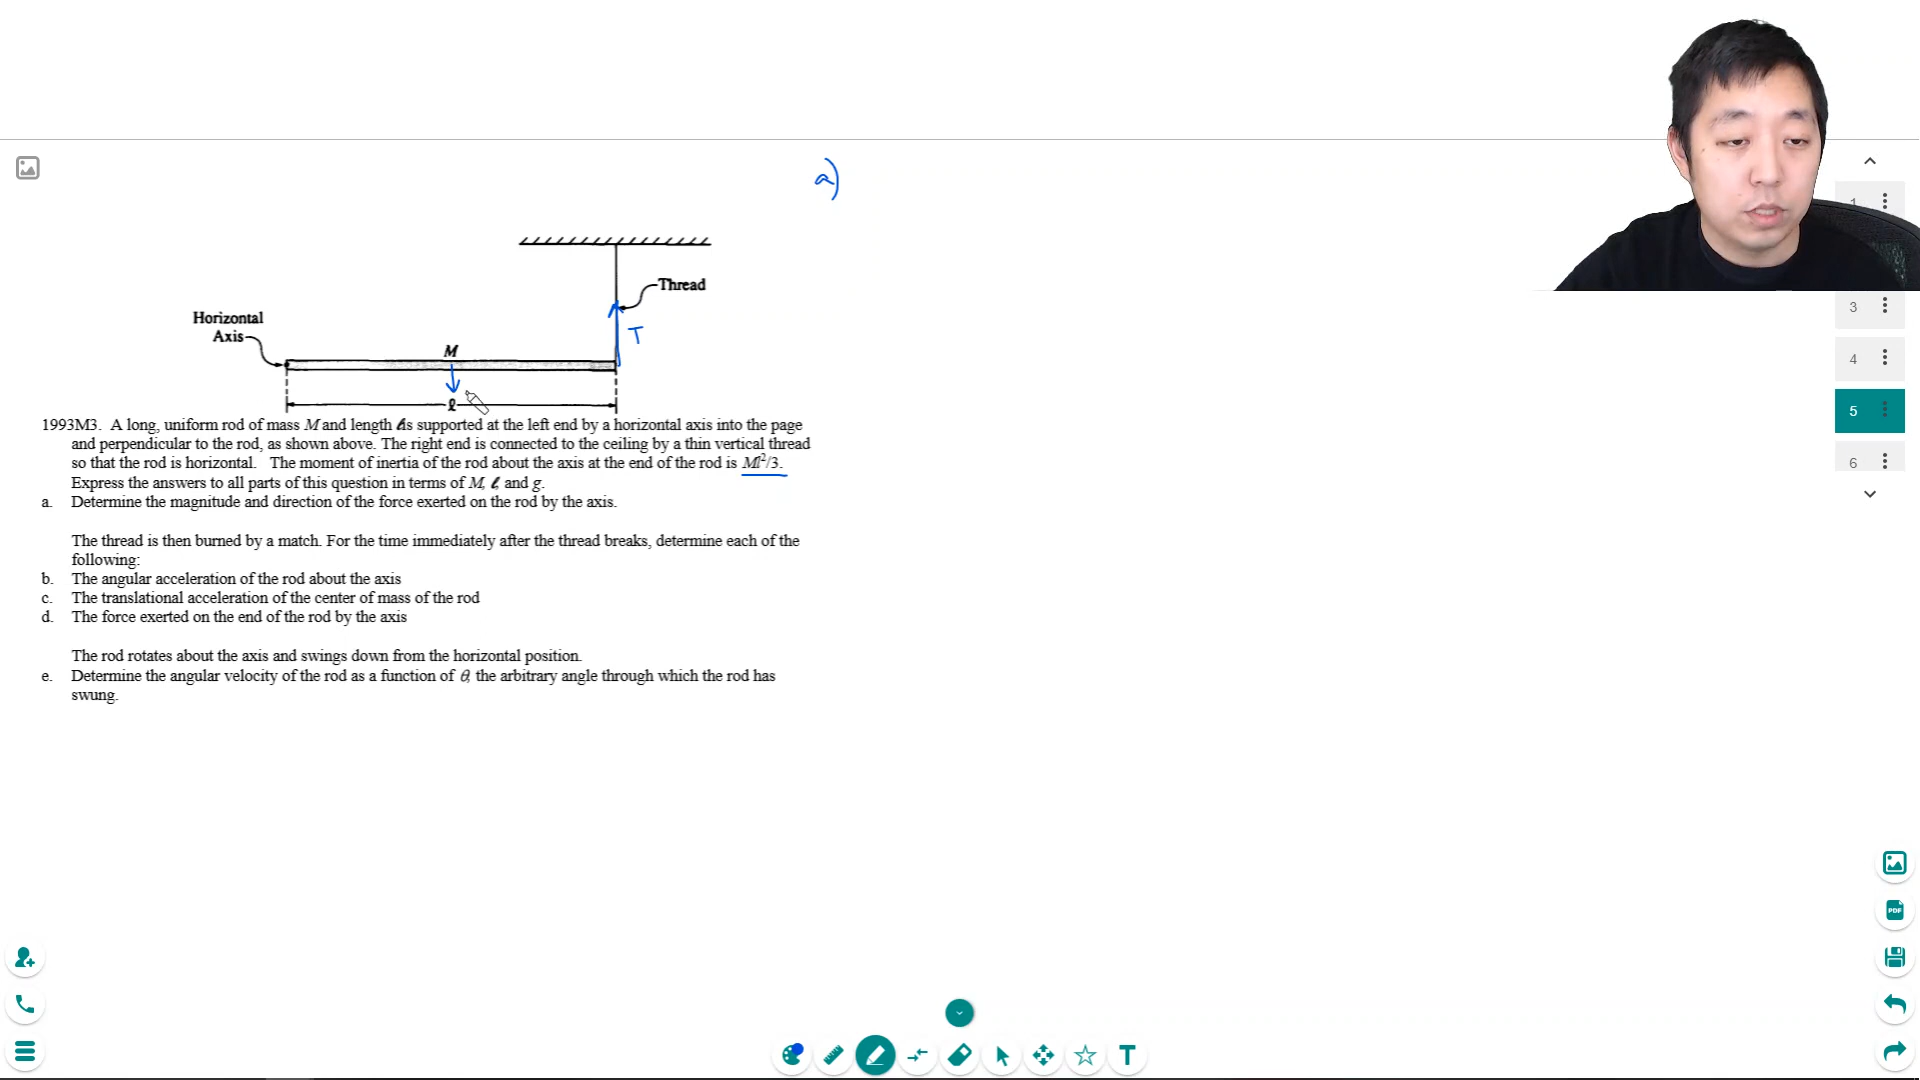 a)
Thread
Horizontal
Axis
T
M
ℓ
1993M3. A long, uniform rod of mass M and length ℓ is supported at the left end by a horizontal axis into the page
and perpendicular to the rod, as shown above. The right end is connected to the ceiling by a thin vertical thread
so that the rod is horizontal. The moment of inertia of the rod about the axis at the end of the rod is Ml²/3.
Express the answers to all parts of this question in terms of M, ℓ, and g.
a. Determine the magnitude and direction of the force exerted on the rod by the axis.
The thread is then burned by a match. For the time immediately after the thread breaks, determine each of the
following:
b. The angular acceleration of the rod about the axis
c. The translational acceleration of the center of mass of the rod
d. The force exerted on the end of the rod by the axis
The rod rotates about the axis and swings down from the horizontal position.
e. Determine the angular velocity of the rod as a function of θ, the arbitrary angle through which the rod has
swung.
1
3
4
5
6
PDF
T